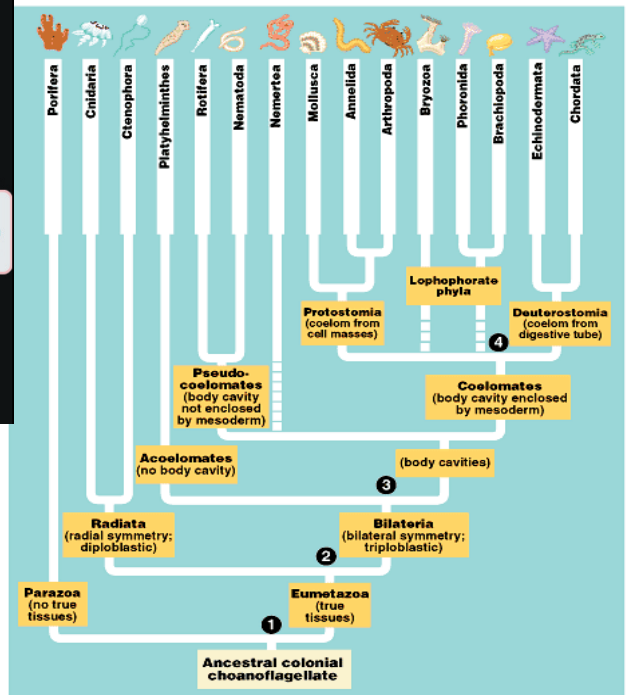 Porifera
Cnidaria
Ctenophora
Platyhelminthes
Rotifera
Nematoda
Nemertea
Mollusca
Annelida
Arthropoda
Bryozoa
Phorenida
Brachiopoda
Echinodermata
Chordata
Lophophorate
phyla
Protostomia
(coelom from
cell masses)
Deuterostomia
(coelom from
digestive tube)
4
Pseudo-
coelomates
(body cavity
not enclosed
by mesoderm)
Coelomates
(body cavity enclosed
by mesoderm)
Acoelomates
(no body cavity)
(body cavities)
3
Radiata
(radial symmetry;
diploblastic)
Bilateria
(bilateral symmetry;
triploblastic)
2
Parazoa
(no true
tissues)
Eumetazoa
(true
tissues)
1
Ancestral colonial
choanoflagellate